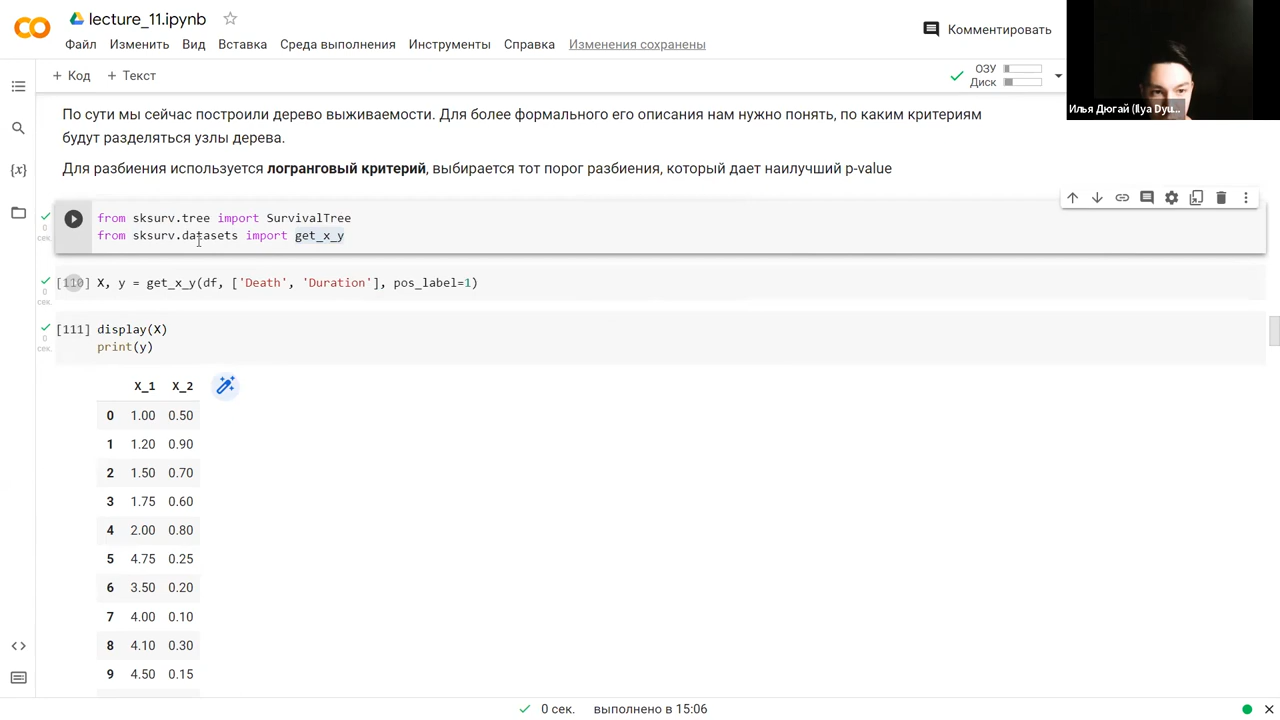 lecture_11.ipynb
Файл Изменить Вид Вставка Среда выполнения Инструменты Справка Изменения сохранены
Комментировать
+ Код + Текст
ОЗУ
Диск
Илья Дюгай (Ilya Dyu...
По сути мы сейчас построили дерево выживаемости. Для более формального его описания нам нужно понять, по каким критериям
будут разделяться узлы дерева.
Для разбиения используется логранговый критерий, выбирается тот порог разбиения, который дает наилучший p-value
from sksurv.tree import SurvivalTree
from sksurv.datasets import get_x_y
0
сек.
[110] X, y = get_x_y(df, ['Death', 'Duration'], pos_label=1)
0
сек.
[111] display(X)
print(y)
0
сек.
X_1 X_2
0 1.00 0.50
1 1.20 0.90
2 1.50 0.70
3 1.75 0.60
4 2.00 0.80
5 4.75 0.25
6 3.50 0.20
7 4.00 0.10
8 4.10 0.30
9 4.50 0.15
0 сек. выполнено в 15:06